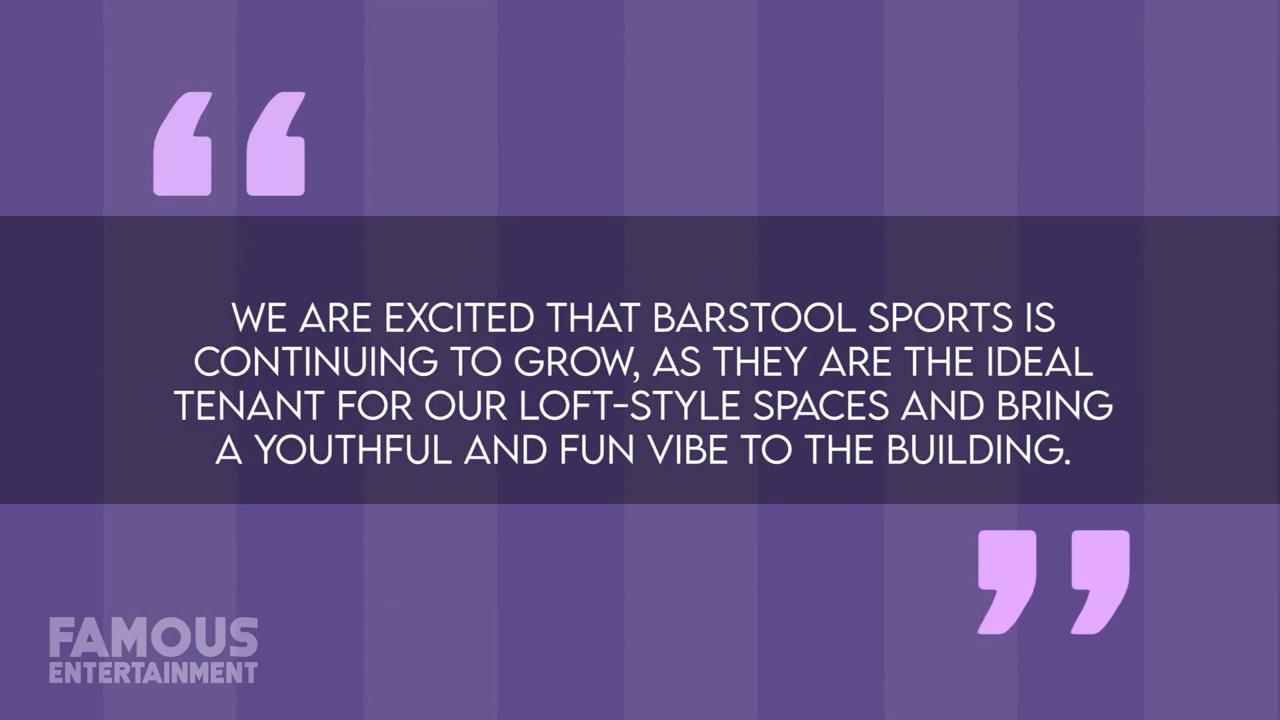 WE ARE EXCITED THAT BARSTOOL SPORTS IS
CONTINUING TO GROW, AS THEY ARE THE IDEAL
TENANT FOR OUR LOFT-STYLE SPACES AND BRING
A YOUTHFUL AND FUN VIBE TO THE BUILDING.
FAMOUS
ENTERTAINMENT